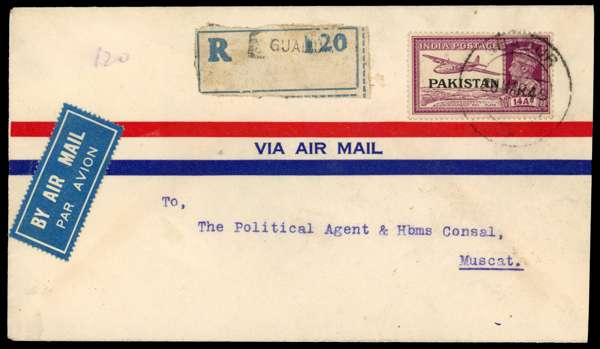 120
R GUA 120
INDIA POSTAGE
PAKISTAN
14As
VIA AIR MAIL
BY AIR MAIL
PAR AVION
To,
The Political Agent & Hbms Consal,
Muscat.